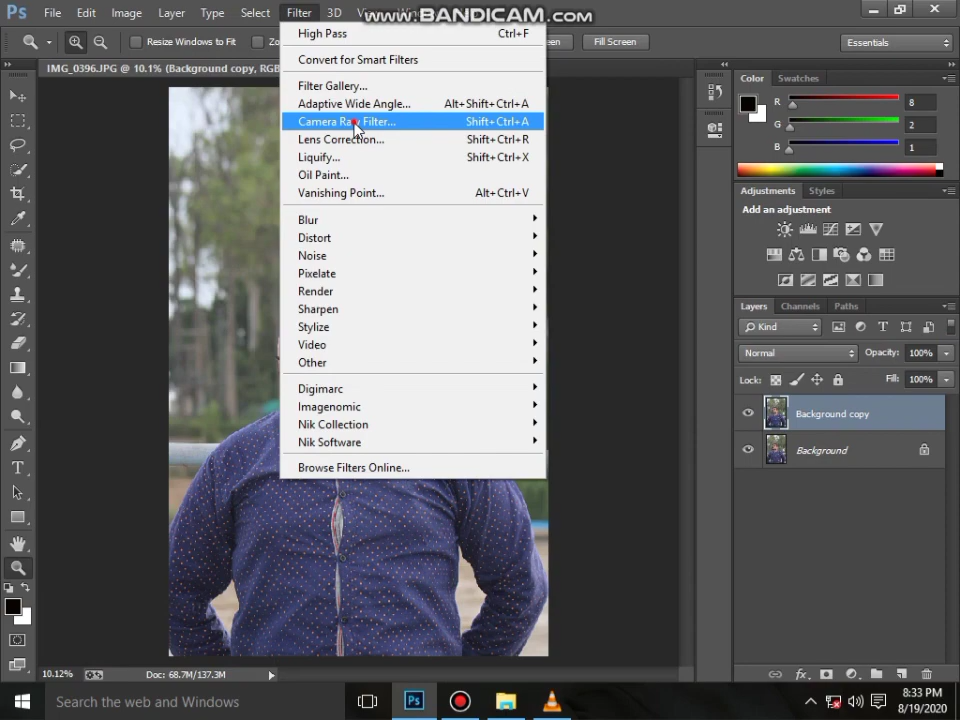 Ps File Edit Image Layer Type Select Filter 3D
www.BANDICAM.com
Resize Windows to Fit
Fill Screen
Essentials
IMG_0396.JPG @ 10.1% (Background copy, RGB
High Pass Ctrl+F
Convert for Smart Filters
Filter Gallery...
Adaptive Wide Angle... Alt+Shift+Ctrl+A
Camera Raw Filter... Shift+Ctrl+A
Lens Correction... Shift+Ctrl+R
Liquify... Shift+Ctrl+X
Oil Paint...
Vanishing Point... Alt+Ctrl+V
Blur
Distort
Noise
Pixelate
Render
Sharpen
Stylize
Video
Other
Digimarc
Imagenomic
Nik Collection
Nik Software
Browse Filters Online...
Color Swatches
R 8
G 2
B 1
Adjustments Styles
Add an adjustment
Layers Channels Paths
Kind
Normal Opacity: 100%
Lock: Fill: 100%
Background copy
Background
10.12% Doc: 68.7M/137.3M
Search the web and Windows
Ps
8:33 PM
8/19/2020